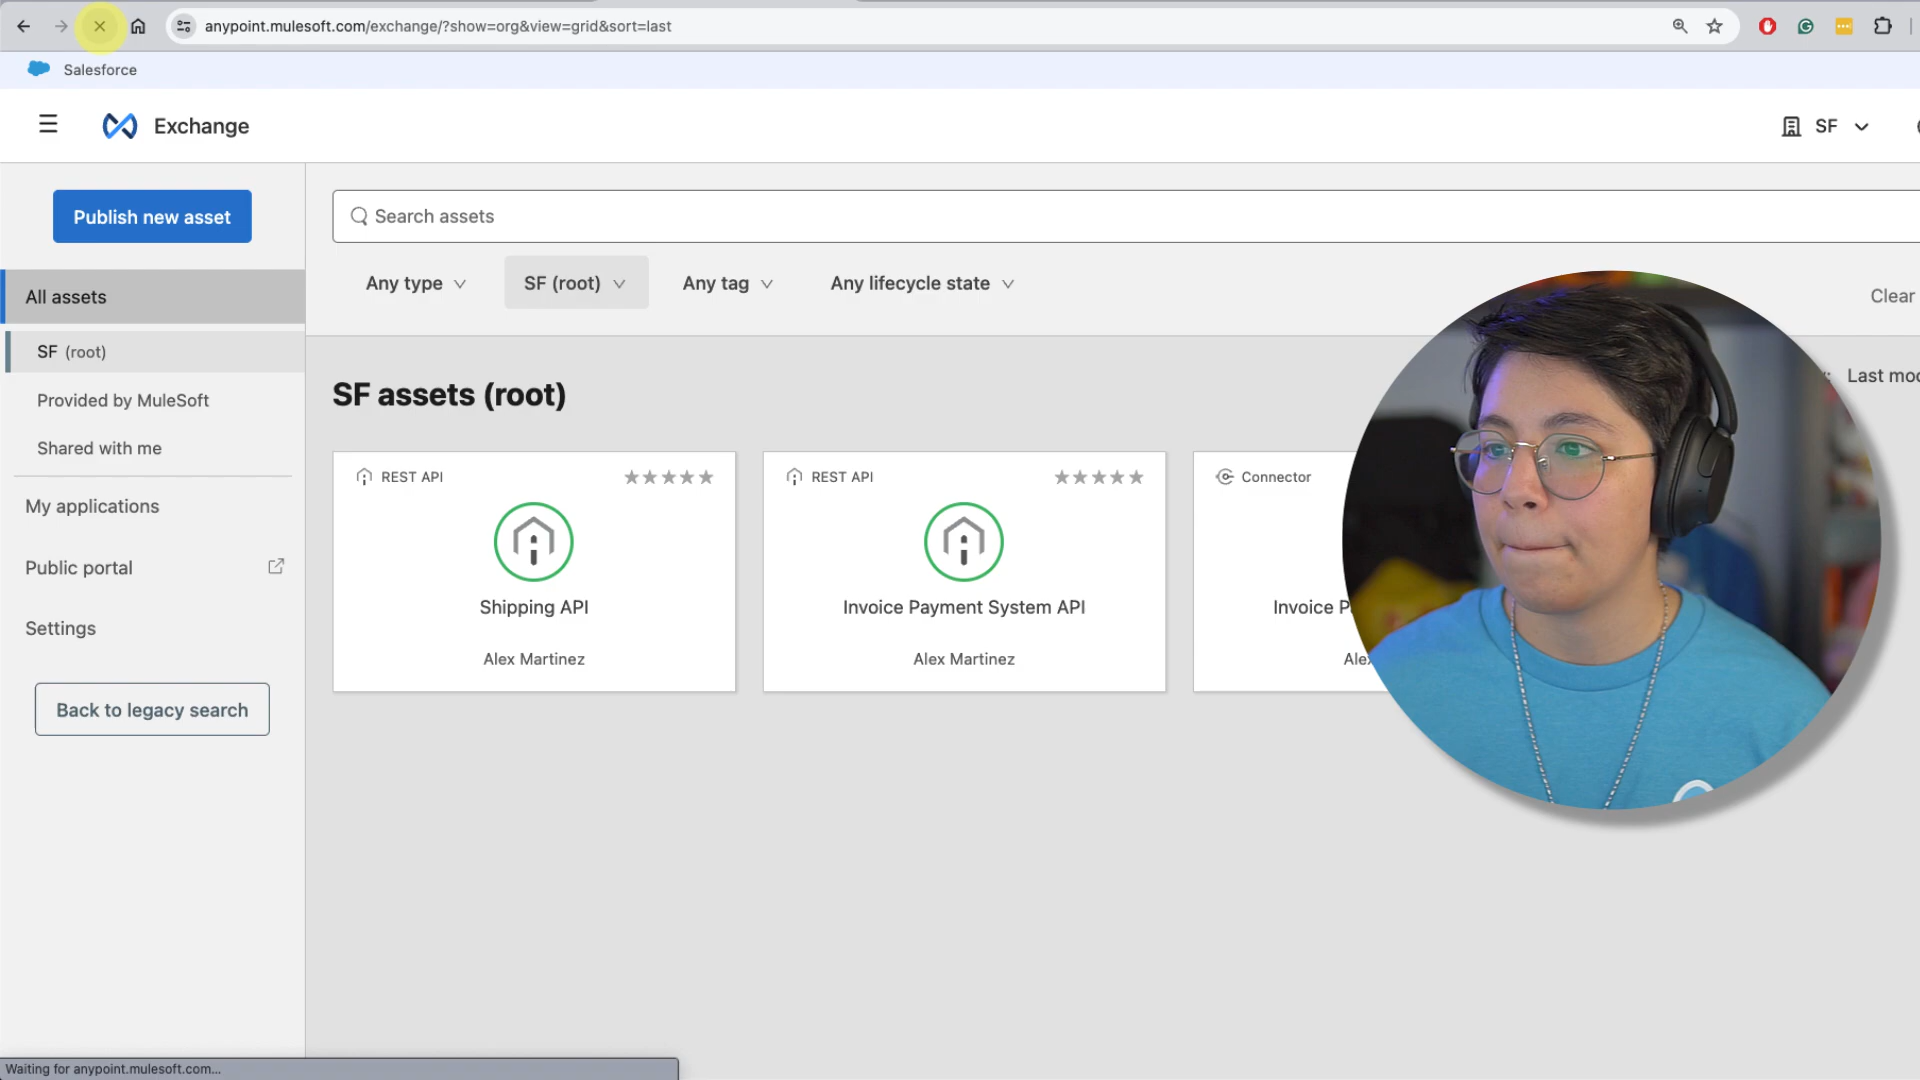 anypoint.mulesoft.com/exchange/?show=org&view=grid&sort=last
Salesforce
Exchange
SF
Publish new asset
Search assets
Any type
SF (root)
Any tag
Any lifecycle state
Clear
All assets
SF (root)
Provided by MuleSoft
Shared with me
My applications
Public portal
Settings
Back to legacy search
SF assets (root)
Last mod
REST API
Shipping API
Alex Martinez
REST API
Invoice Payment System API
Alex Martinez
Connector
Invoice P
Alex
Waiting for anypoint.mulesoft.com...